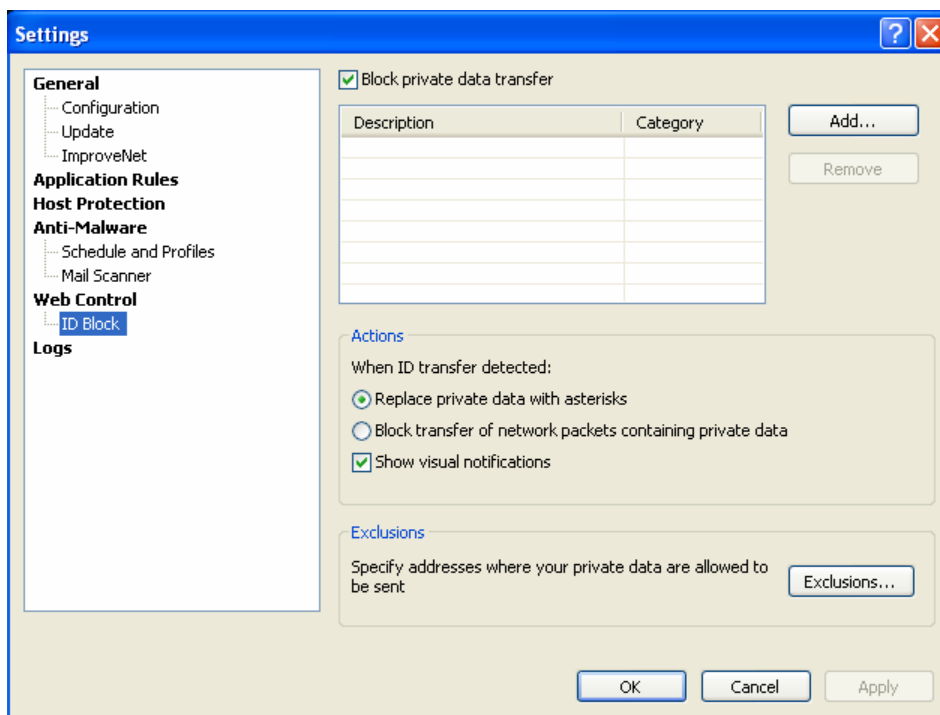 Settings
General
Configuration
Update
ImproveNet
Application Rules
Host Protection
Anti-Malware
Schedule and Profiles
Mail Scanner
Web Control
ID Block
Logs
Block private data transfer
Description Category
Add...
Remove
Actions
When ID transfer detected:
Replace private data with asterisks
Block transfer of network packets containing private data
Show visual notifications
Exclusions
Specify addresses where your private data are allowed to
be sent
Exclusions...
OK Cancel Apply